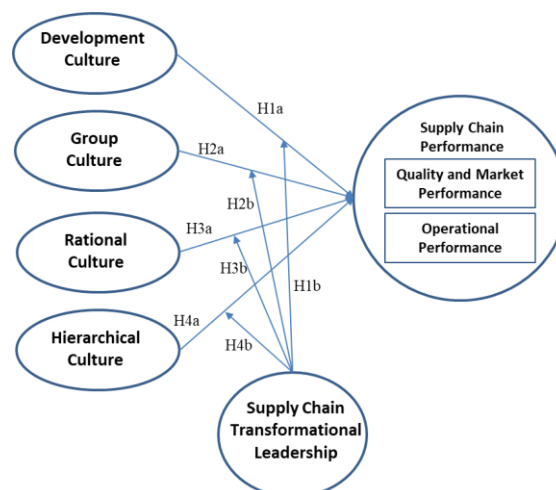 Development
Culture
H1a
Group
Culture
H2a
Supply Chain
Performance
Quality and Market
Performance
H2b
Rational
Culture
H3a
Operational
Performance
H3b
H1b
Hierarchical
Culture
H4a
H4b
Supply Chain
Transformational
Leadership